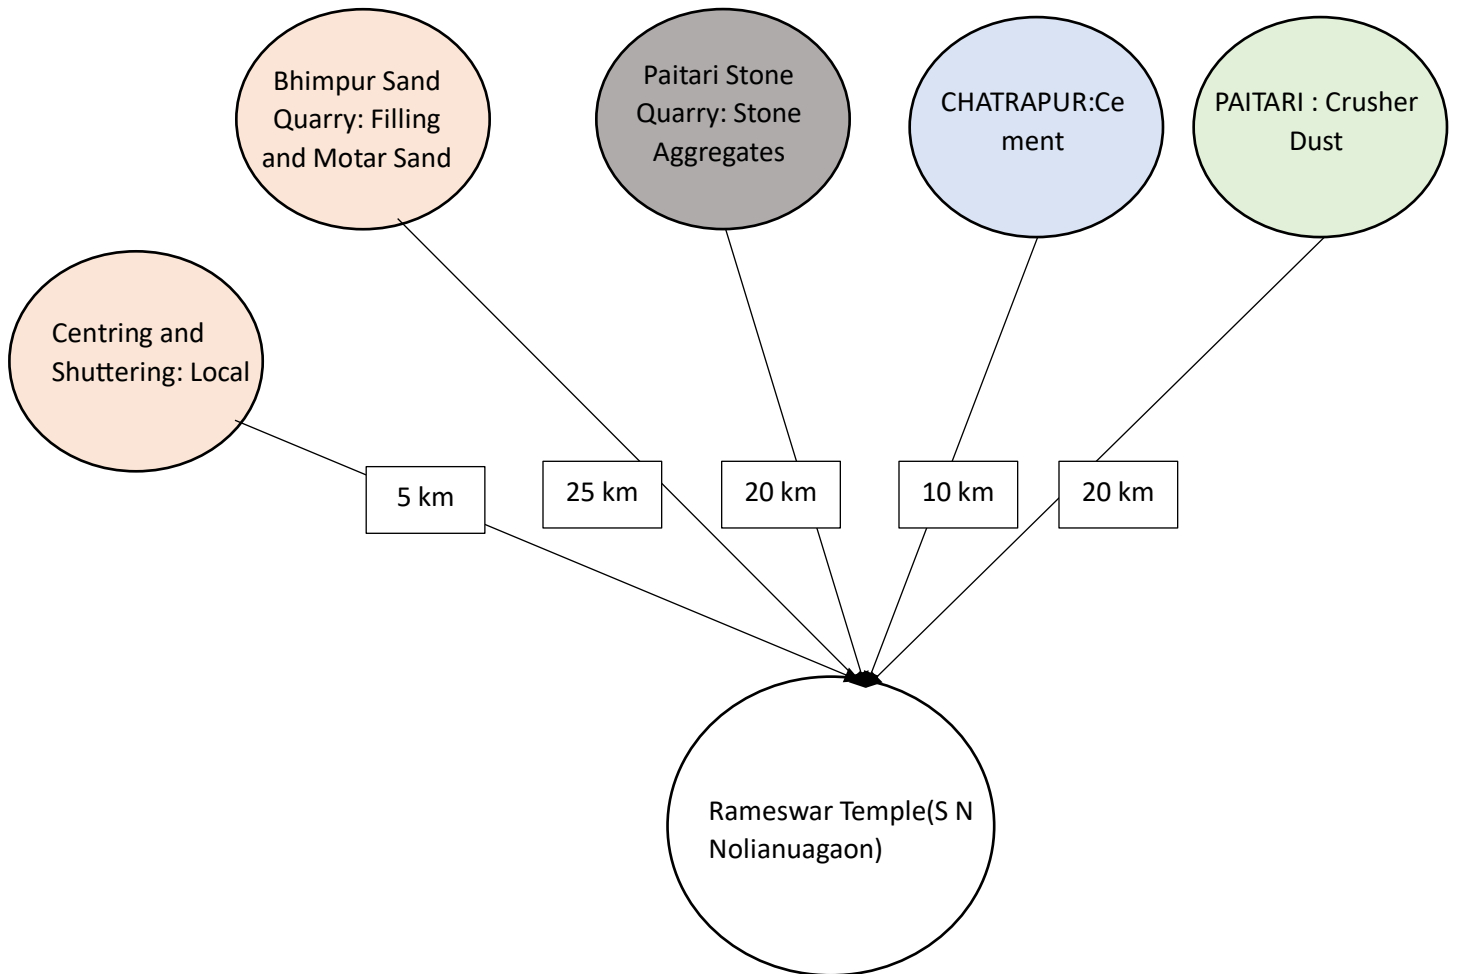 Bhimpur Sand
Quarry: Filling
and Motar Sand
Paitari Stone
Quarry: Stone
Aggregates
CHATRAPUR:Ce
ment
PAITARI : Crusher
Dust
Centring and
Shuttering: Local
5 km
25 km
20 km
10 km
20 km
Rameswar Temple(S N
Nolianuagaon)